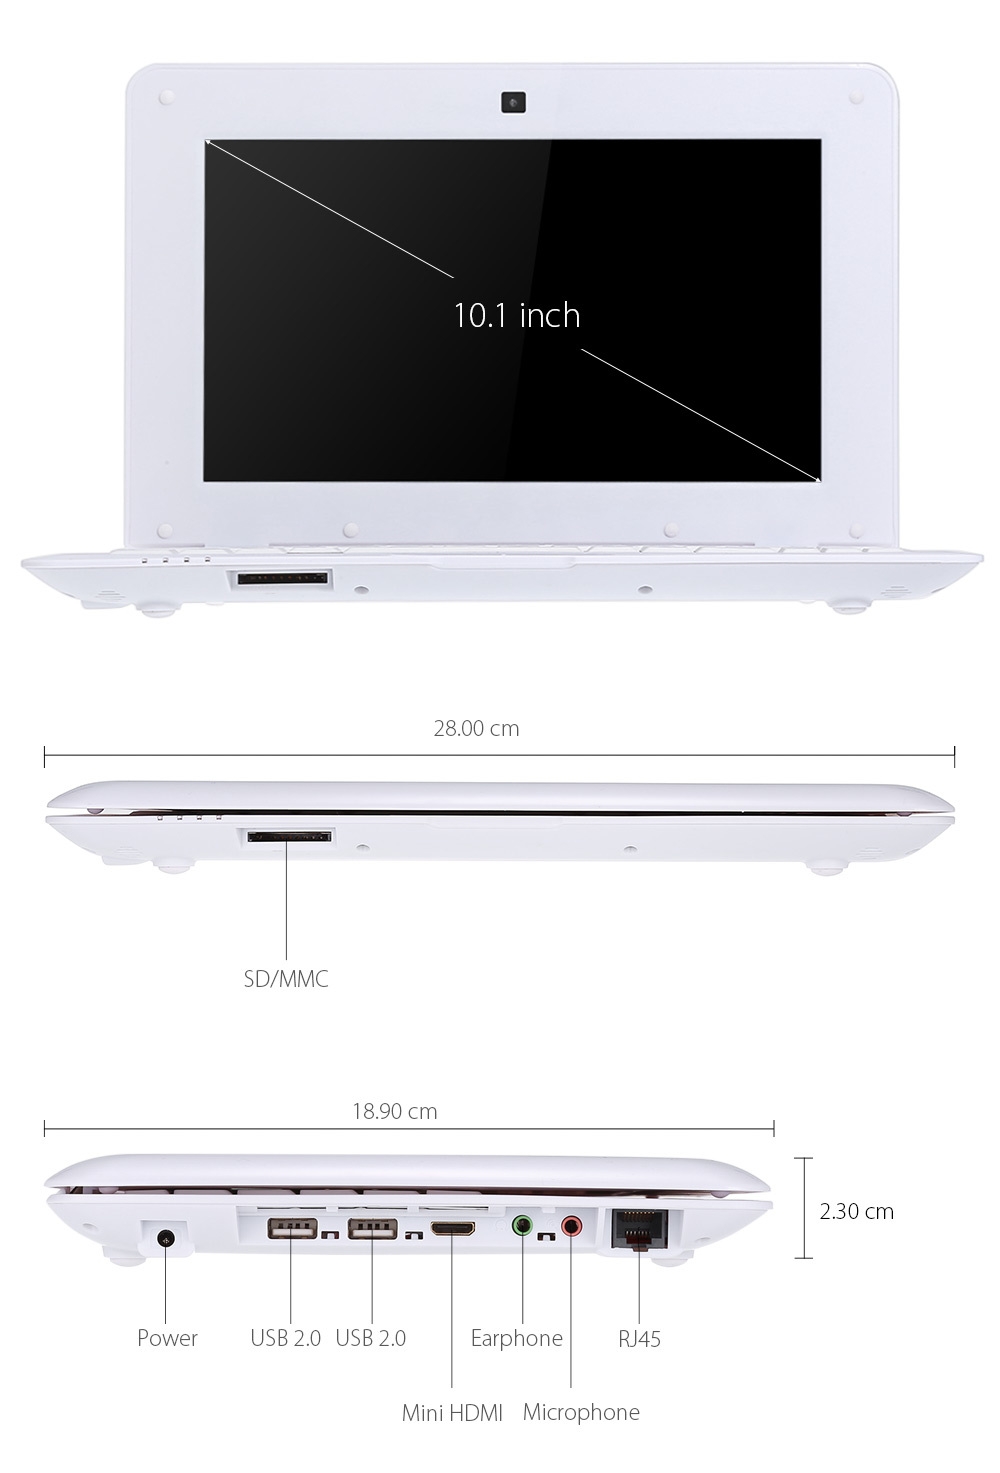 10.1 inch
28.00 cm
SD/MMC
18.90 cm
2.30 cm
Power
USB 2.0
USB 2.0
Earphone
RJ45
Mini HDMI
Microphone